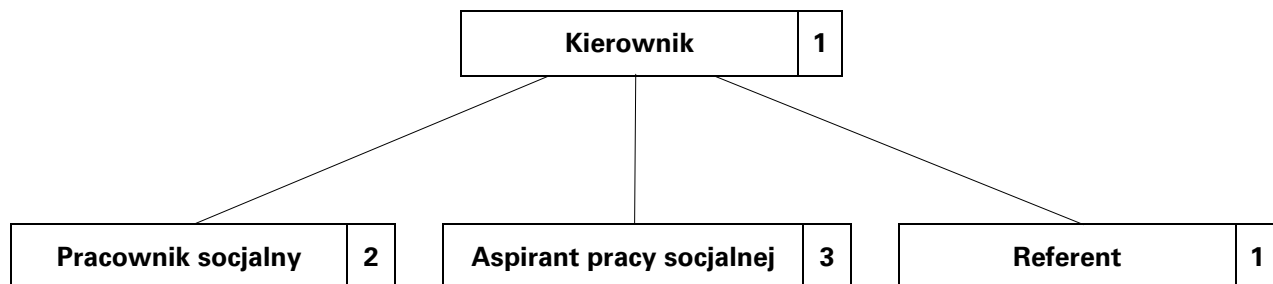 Kierownik 1
Pracownik socjalny 2
Aspirant pracy socjalnej 3
Referent 1